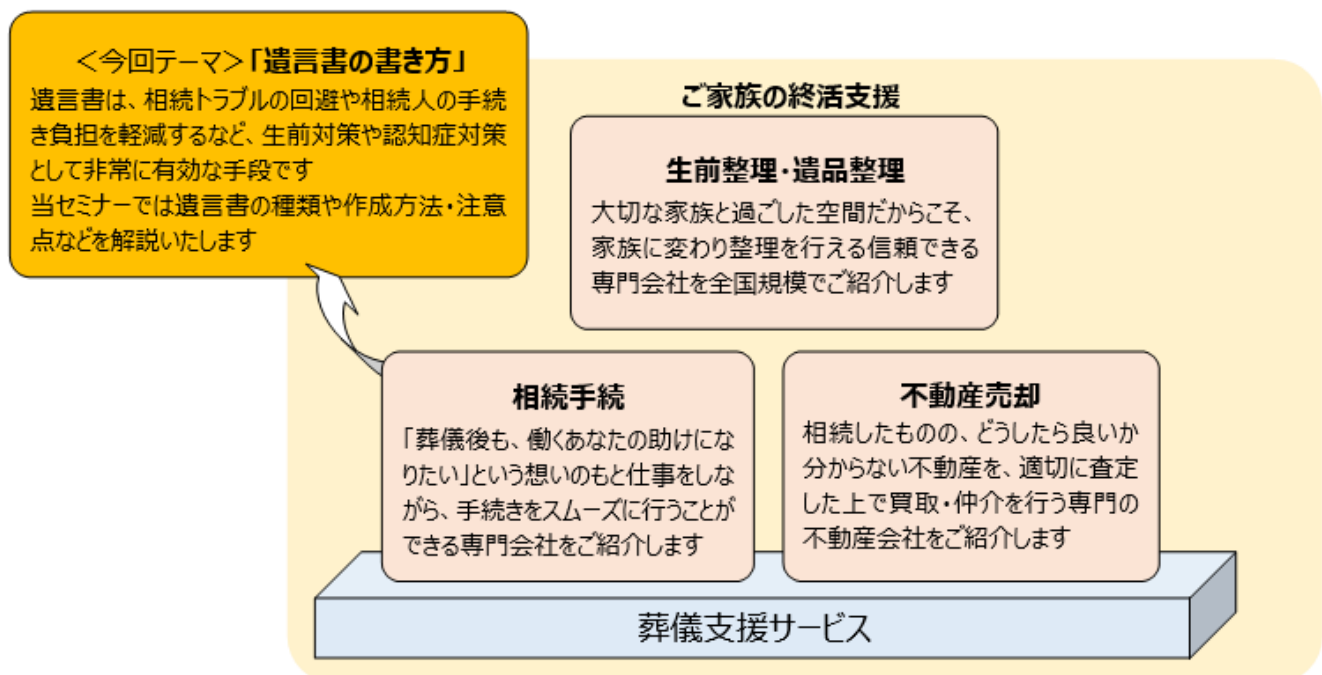 ＜今回テーマ＞「遺言書の書き方」
遺言書は、相続トラブルの回避や相続人の手続
き負担を軽減するなど、生前対策や認知症対策
として非常に有効な手段です
当セミナーでは遺言書の種類や作成方法・注意
点などを解説いたします
ご家族の終活支援
生前整理・遺品整理
大切な家族と過ごした空間だからこそ、
家族に変わり整理を行える信頼できる
専門会社を全国規模でご紹介します
相続手続
「葬儀後も、働くあなたの助けにな
りたい」という想いのもと仕事をしな
がら、手続きをスムーズに行うことが
できる専門会社をご紹介します
不動産売却
相続したものの、どうしたら良いか
分からない不動産を、適切に査定
した上で買取・仲介を行う専門の
不動産会社をご紹介します
葬儀支援サービス